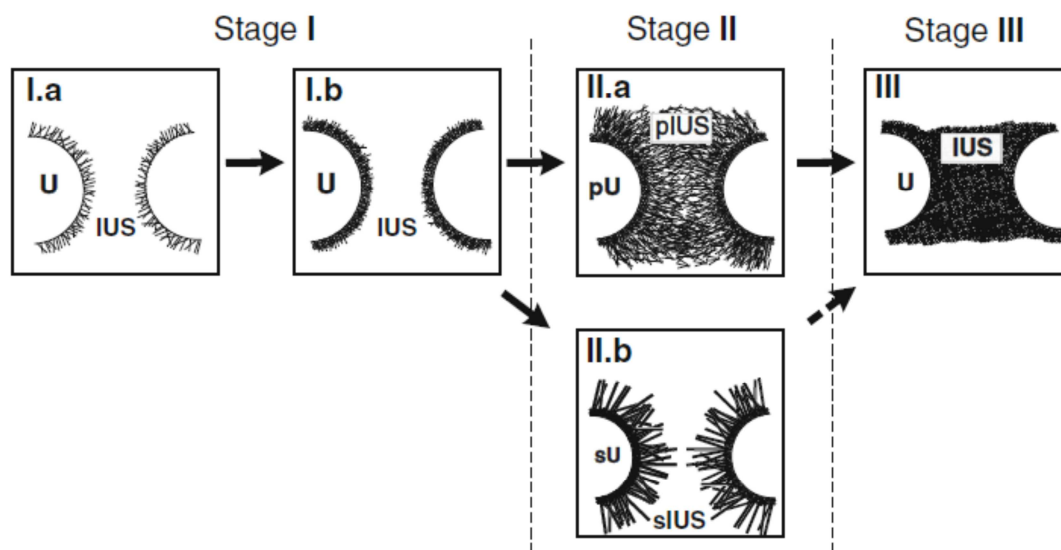 Stage I
Stage II
Stage III
I.a
U
IUS
I.b
U
IUS
II.a
pIUS
pU
III
IUS
U
II.b
sU
sIUS